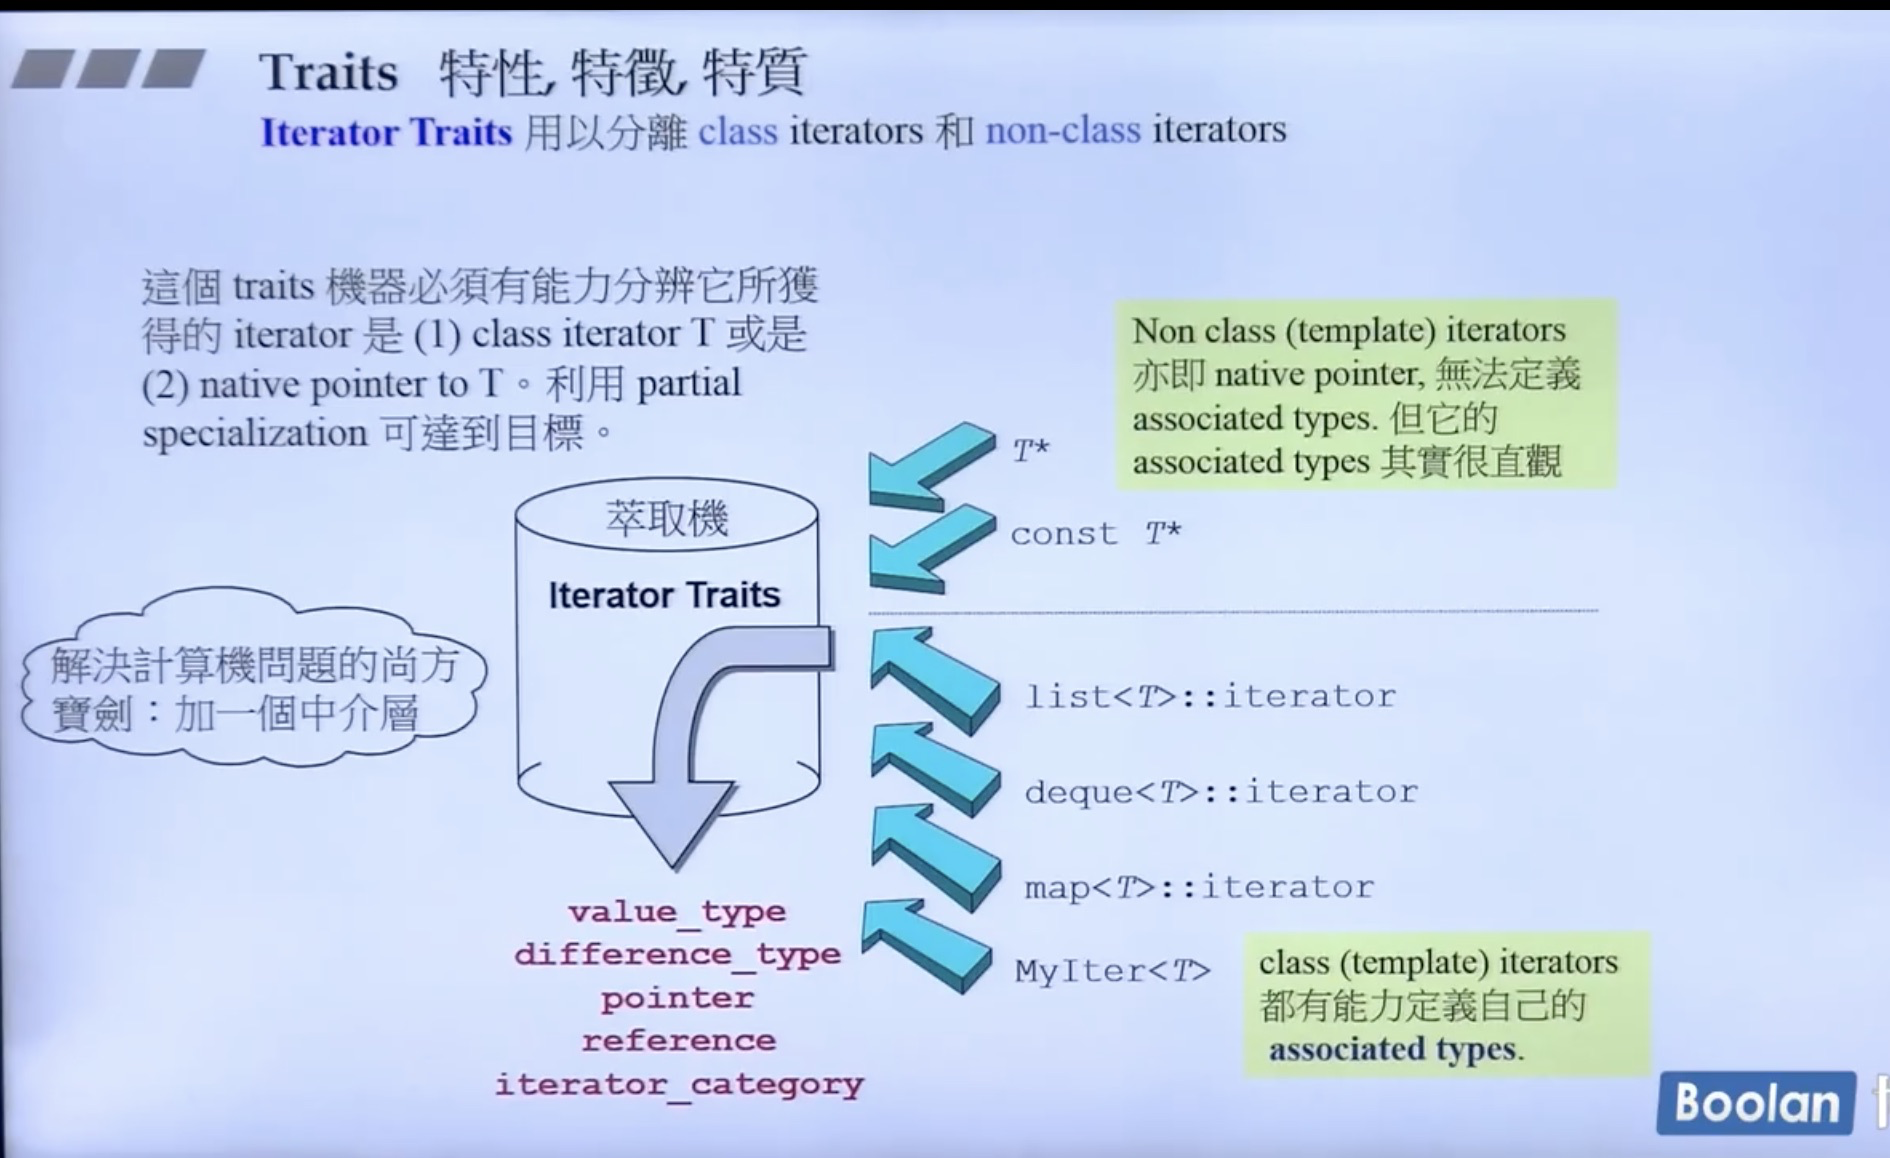 Traits 特性, 特徵, 特質
Iterator Traits 用以分離 class iterators 和 non-class iterators
這個 traits 機器必須有能力分辨它所獲
得的 iterator 是 (1) class iterator T 或是
(2) native pointer to T。利用 partial
specialization 可達到目標。
Non class (template) iterators
亦即 native pointer, 無法定義
associated types. 但它的
associated types 其實很直觀
T*
const T*
萃取機
Iterator Traits
解決計算機問題的尚方
寶劍：加一個中介層
list<T>::iterator
deque<T>::iterator
map<T>::iterator
MyIter<T>
value_type
difference_type
pointer
reference
iterator_category
class (template) iterators
都有能力定義自己的
associated types.
Boolan